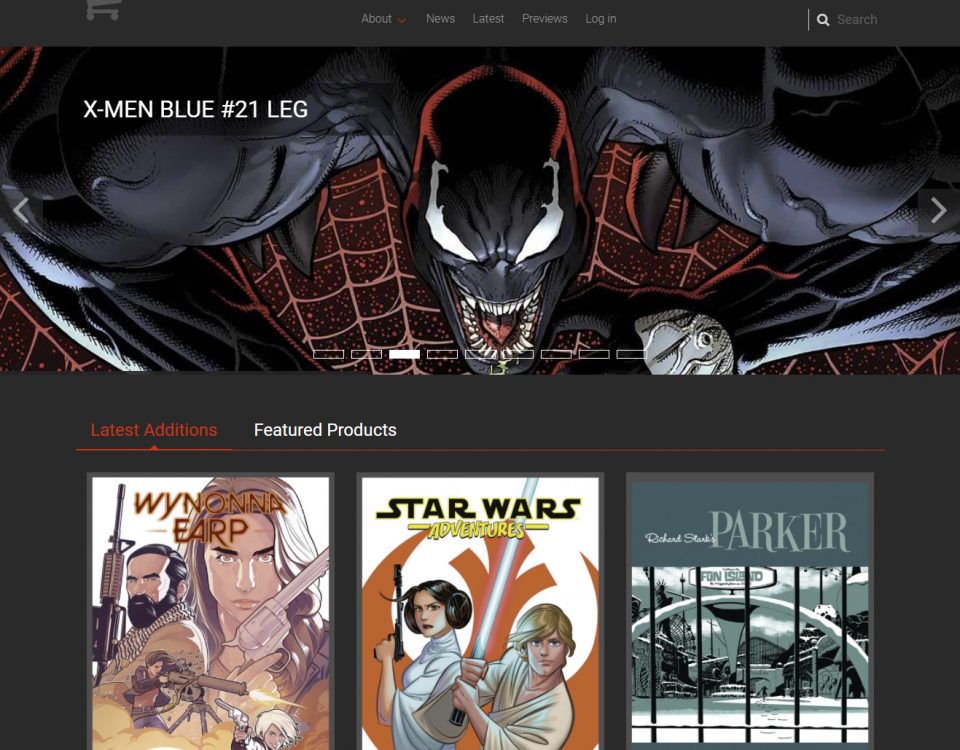 About News Latest Previews Log in Search
X-MEN BLUE #21 LEG
Latest Additions Featured Products
WYNONNA
EARP
STAR WARS
ADVENTURES
Richard Stark's PARKER
FUN ISLAND